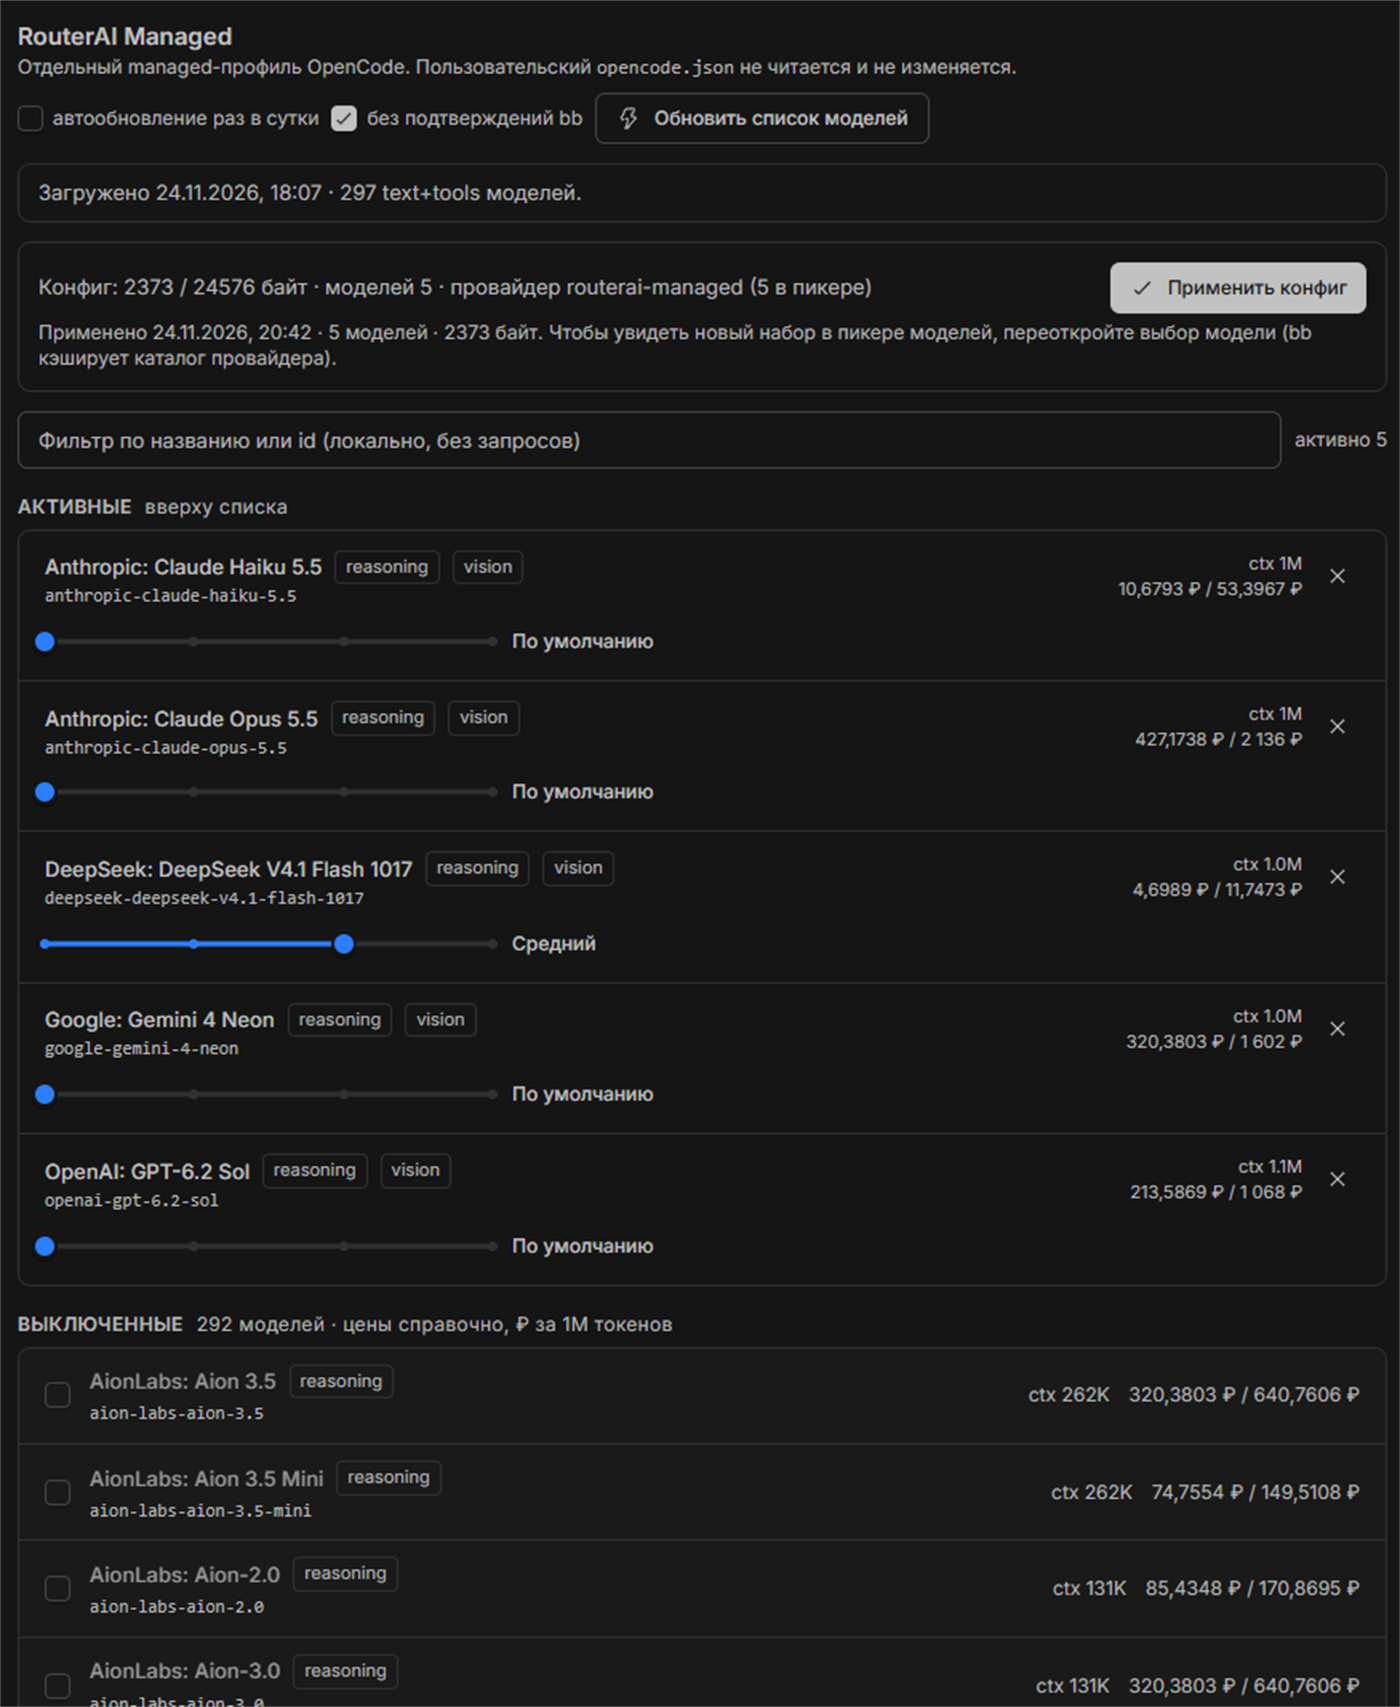 RouterAI Managed
Отдельный managed-профиль OpenCode. Пользовательский opencode.json не читается и не изменяется.
автообновление раз в сутки без подтверждений bb Обновить список моделей
Загружено 24.11.2026, 18:07 · 297 text+tools моделей.
Конфиг: 2373 / 24576 байт · моделей 5 · провайдер routerai-managed (5 в пикере) Применить конфиг
Применено 24.11.2026, 20:42 · 5 моделей · 2373 байт. Чтобы увидеть новый набор в пикере моделей, переоткройте выбор модели (bb
кэширует каталог провайдера).
Фильтр по названию или id (локально, без запросов) активно 5
АКТИВНЫЕ вверху списка
Anthropic: Claude Haiku 5.5 reasoning vision ctx 1M
anthropic-claude-haiku-5.5 10,6793 ₽ / 53,3967 ₽
По умолчанию
Anthropic: Claude Opus 5.5 reasoning vision ctx 1M
anthropic-claude-opus-5.5 427,1738 ₽ / 2 136 ₽
По умолчанию
DeepSeek: DeepSeek V4.1 Flash 1017 reasoning vision ctx 1.0M
deepseek-deepseek-v4.1-flash-1017 4,6989 ₽ / 11,7473 ₽
Средний
Google: Gemini 4 Neon reasoning vision ctx 1.0M
google-gemini-4-neon 320,3803 ₽ / 1 602 ₽
По умолчанию
OpenAI: GPT-6.2 Sol reasoning vision ctx 1.1M
openai-gpt-6.2-sol 213,5869 ₽ / 1 068 ₽
По умолчанию
ВЫКЛЮЧЕННЫЕ 292 моделей · цены справочно, ₽ за 1М токенов
AionLabs: Aion 3.5 reasoning ctx 262K 320,3803 ₽ / 640,7606 ₽
aion-labs-aion-3.5
AionLabs: Aion 3.5 Mini reasoning ctx 262K 74,7554 ₽ / 149,5108 ₽
aion-labs-aion-3.5-mini
AionLabs: Aion-2.0 reasoning ctx 131K 85,4348 ₽ / 170,8695 ₽
aion-labs-aion-2.0
AionLabs: Aion-3.0 reasoning ctx 131K 320,3803 ₽ / 640,7606 ₽
aion-labs-aion-3.0